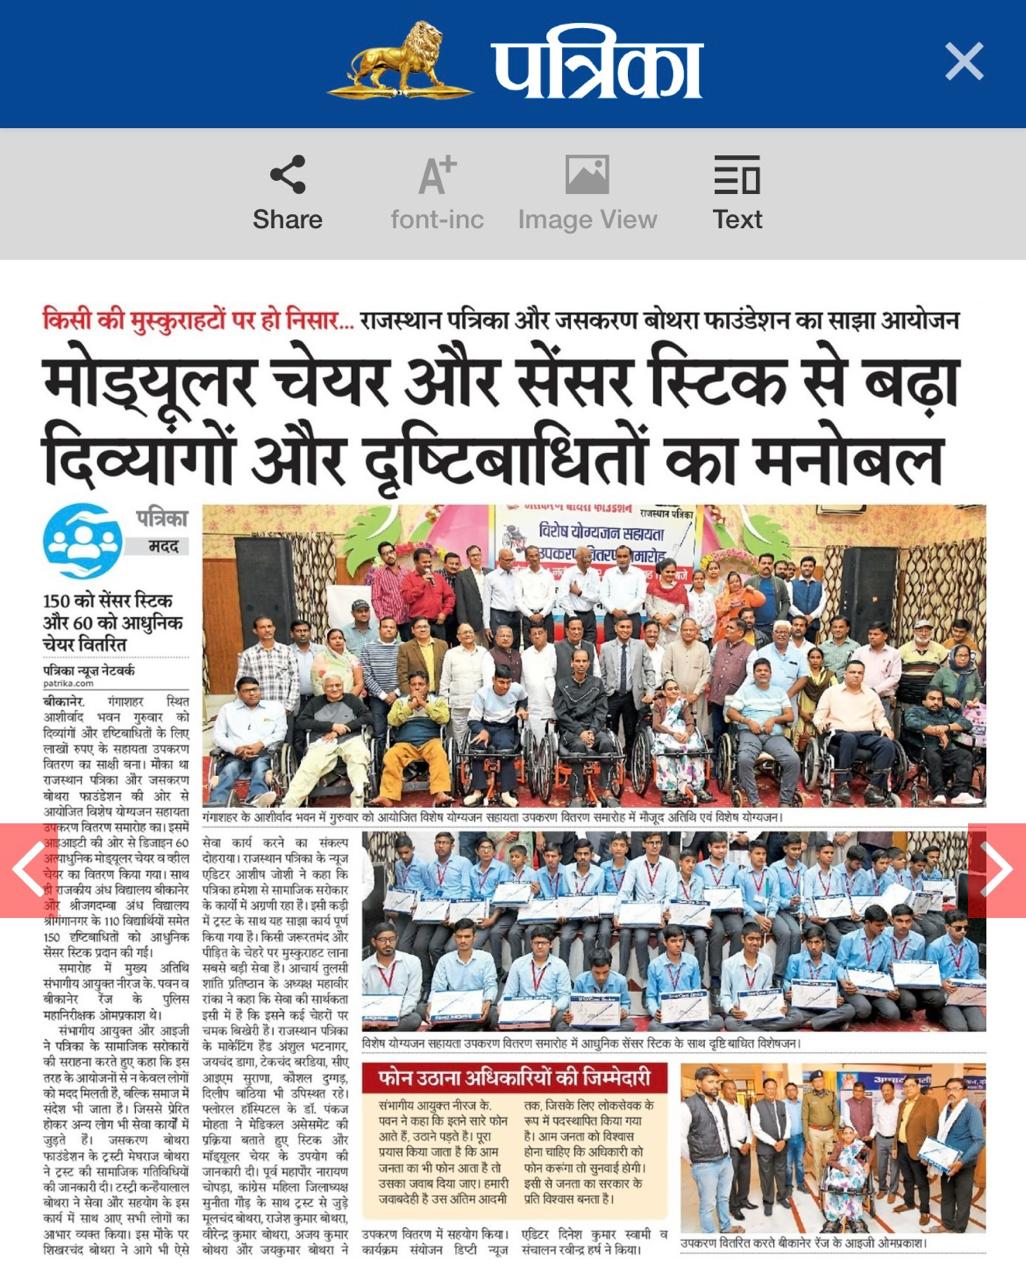 पत्रिका
Share
font-inc
Image View
Text
किसी की मुस्कुराहटों पर हो निसार... राजस्थान पत्रिका और जसकरण बोथरा फाउंडेशन का साझा आयोजन
मोड्यूलर चेयर और सेंसर स्टिक से बढ़ा
दिव्यांगों और दृष्टिबाधितों का मनोबल
पत्रिका
मदद
150 को सेंसर स्टिक
और 60 को आधुनिक
चेयर वितरित
पत्रिका न्यूज नेटवर्क
patrika.com
बीकानेर. गंगाशहर स्थित
आशीर्वाद भवन गुरुवार को
दिव्यांगों और दृष्टिबाधितों के लिए
लाखों रुपए के सहायता उपकरण
वितरण का साक्षी बना। मौका था
राजस्थान पत्रिका और जसकरण
बोथरा फाउंडेशन की ओर से
आयोजित विशेष योग्यजन सहायता
उपकरण वितरण समारोह का। इसमें
आइआइटी की ओर से डिजाइन 60
अत्याधुनिक मोड्यूलर चेयर व व्हील
चेयर का वितरण किया गया। साथ
ही राजकीय अंध विद्यालय बीकानेर
और श्रीजगदम्बा अंध विद्यालय
श्रीगंगानगर के 110 विद्यार्थियों समेत
150 दृष्टिबाधितों को आधुनिक
सेंसर स्टिक प्रदान की गई।
समारोह में मुख्य अतिथि
संभागीय आयुक्त नीरज के. पवन व
बीकानेर रेंज के पुलिस
महानिरीक्षक ओमप्रकाश थे।
संभागीय आयुक्त और आइजी
ने पत्रिका के सामाजिक सरोकारों
की सराहना करते हुए कहा कि इस
तरह के आयोजनों से न केवल लोगों
को मदद मिलती है, बल्कि समाज में
संदेश भी जाता है। जिससे प्रेरित
होकर अन्य लोग भी सेवा कार्यों में
जुड़ते हैं। जसकरण बोथरा
फाउंडेशन के ट्रस्टी मेघराज बोथरा
ने ट्रस्ट की सामाजिक गतिविधियों
की जानकारी दी। टस्ट्री कन्हैयालाल
बोथरा ने सेवा और सहयोग के इस
कार्य में साथ आए सभी लोगों का
आभार व्यक्त किया। इस मौके पर
शिखरचंद बोथरा ने आगे भी ऐसे
जसकरण बोथरा फाउंडेशन
राजस्थान पत्रिका
विशेष योग्यजन सहायता
उपकरण वितरण समारोह
गंगाशहर के आशीर्वाद भवन में गुरुवार को आयोजित विशेष योग्यजन सहायता उपकरण वितरण समारोह में मौजूद अतिथि एवं विशेष योग्यजन।
सेवा कार्य करने का संकल्प
दोहराया। राजस्थान पत्रिका के न्यूज
एडिटर आशीष जोशी ने कहा कि
पत्रिका हमेशा से सामाजिक सरोकार
के कार्यों में अग्रणी रहा है। इसी कड़ी
में ट्रस्ट के साथ यह साझा कार्य पूर्ण
किया गया है। किसी जरूरतमंद और
पीड़ित के चेहरे पर मुस्कुराहट लाना
सबसे बड़ी सेवा है। आचार्य तुलसी
शांति प्रतिष्ठान के अध्यक्ष महावीर
रांका ने कहा कि सेवा की सार्थकता
इसी में है कि इसने कई चेहरों पर
चमक बिखेरी है। राजस्थान पत्रिका
के मार्केटिंग हैड अंशुल भटनागर,
जयचंद डागा, टेकचंद बरडिया, सीए
आइएम सुराणा, कौशल दुग्गड़,
दिलीप बांठिया भी उपस्थित रहे।
फ्लोरल हॉस्पिटल के डॉ. पंकज
मोहता ने मेडिकल असेसमेंट की
प्रक्रिया बताते हुए स्टिक और
मॉड्यूलर चेयर के उपयोग की
जानकारी दी। पूर्व महापौर नारायण
चोपड़ा, कांग्रेस महिला जिलाध्यक्ष
सुनीता गौड़ के साथ ट्रस्ट से जुड़े
मूलचंद बोथरा, राजेश कुमार बोथरा,
वीरेन्द्र कुमार बोथरा, अजय कुमार
बोथरा और जयकुमार बोथरा ने
विशेष योग्यजन सहायता उपकरण वितरण समारोह में आधुनिक सेंसर स्टिक के साथ दृष्टि बाधित विशेषजन।
फोन उठाना अधिकारियों की जिम्मेदारी
संभागीय आयुक्त नीरज के.
पवन ने कहा कि इतने सारे फोन
आते हैं, उठाने पड़ते है। पूरा
प्रयास किया जाता है कि आम
जनता का भी फोन आता है तो
उसका जवाब दिया जाए। हमारी
जवाबदेही है उस अंतिम आदमी
तक, जिसके लिए लोकसेवक के
रूप में पदस्थापित किया गया
है। आम जनता को विश्वास
होना चाहिए कि अधिकारी को
फोन करूंगा तो सुनवाई होगी।
इसी से जनता का सरकार के
प्रति विश्वास बनता है।
उपकरण वितरण में सहयोग किया।
कार्यक्रम संयोजन डिप्टी न्यूज
एडिटर दिनेश कुमार स्वामी व
संचालन रवीन्द्र हर्ष ने किया।
उपकरण वितरित करते बीकानेर रेंज के आइजी ओमप्रकाश।